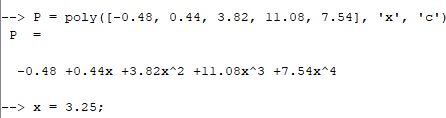 --> P = poly([-0.48, 0.44, 3.82, 11.08, 7.54], 'x', 'c')
P  =
-0.48 +0.44x +3.82x^2 +11.08x^3 +7.54x^4
--> x = 3.25;